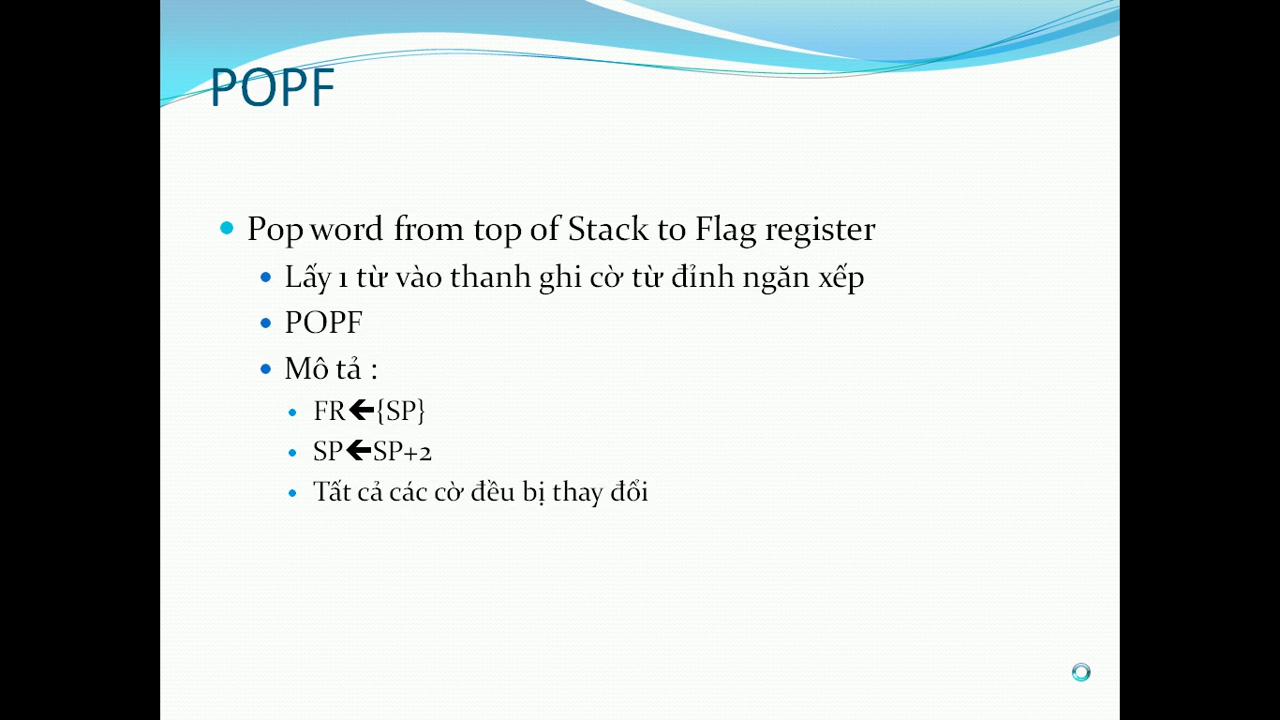 POPF
Pop word from top of Stack to Flag register
Lấy 1 từ vào thanh ghi cờ từ đỉnh ngăn xếp
POPF
Mô tả :
FR🡸{SP}
SP🡸SP+2
Tất cả các cờ đều bị thay đổi